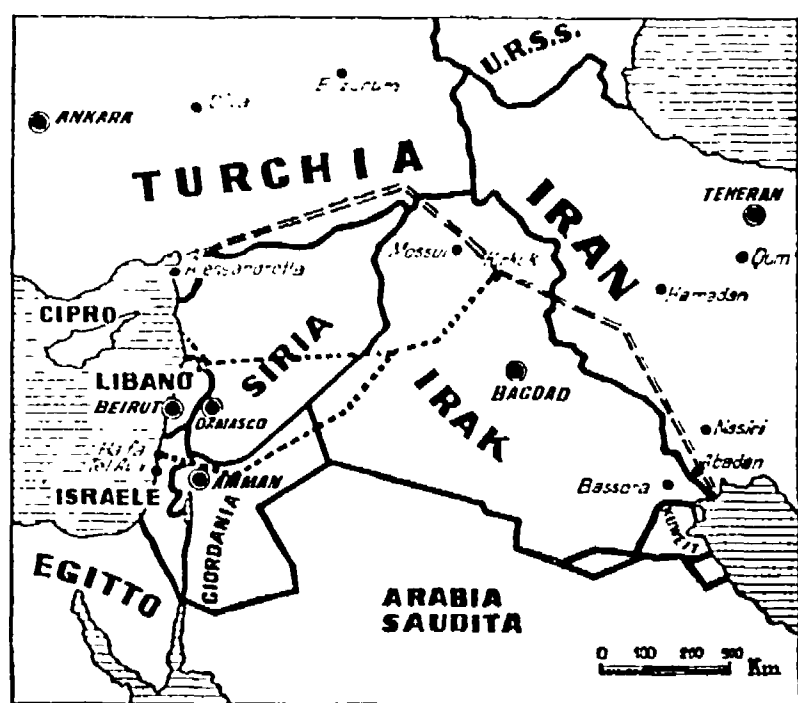 U.R.S.S.
ANKARA
TURCHIA
IRAN
TEHERAN
Mossul
Qum
Hamadan
CIPRO
SIRIA
LIBANO
BEIRUT
DAMASCO
IRAK
BAGDAD
Abadan
ISRAELE
AMMAN
Bassora
KUWEIT
GIORDANIA
EGITTO
ARABIA
SAUDITA
0 100 200 300 Km